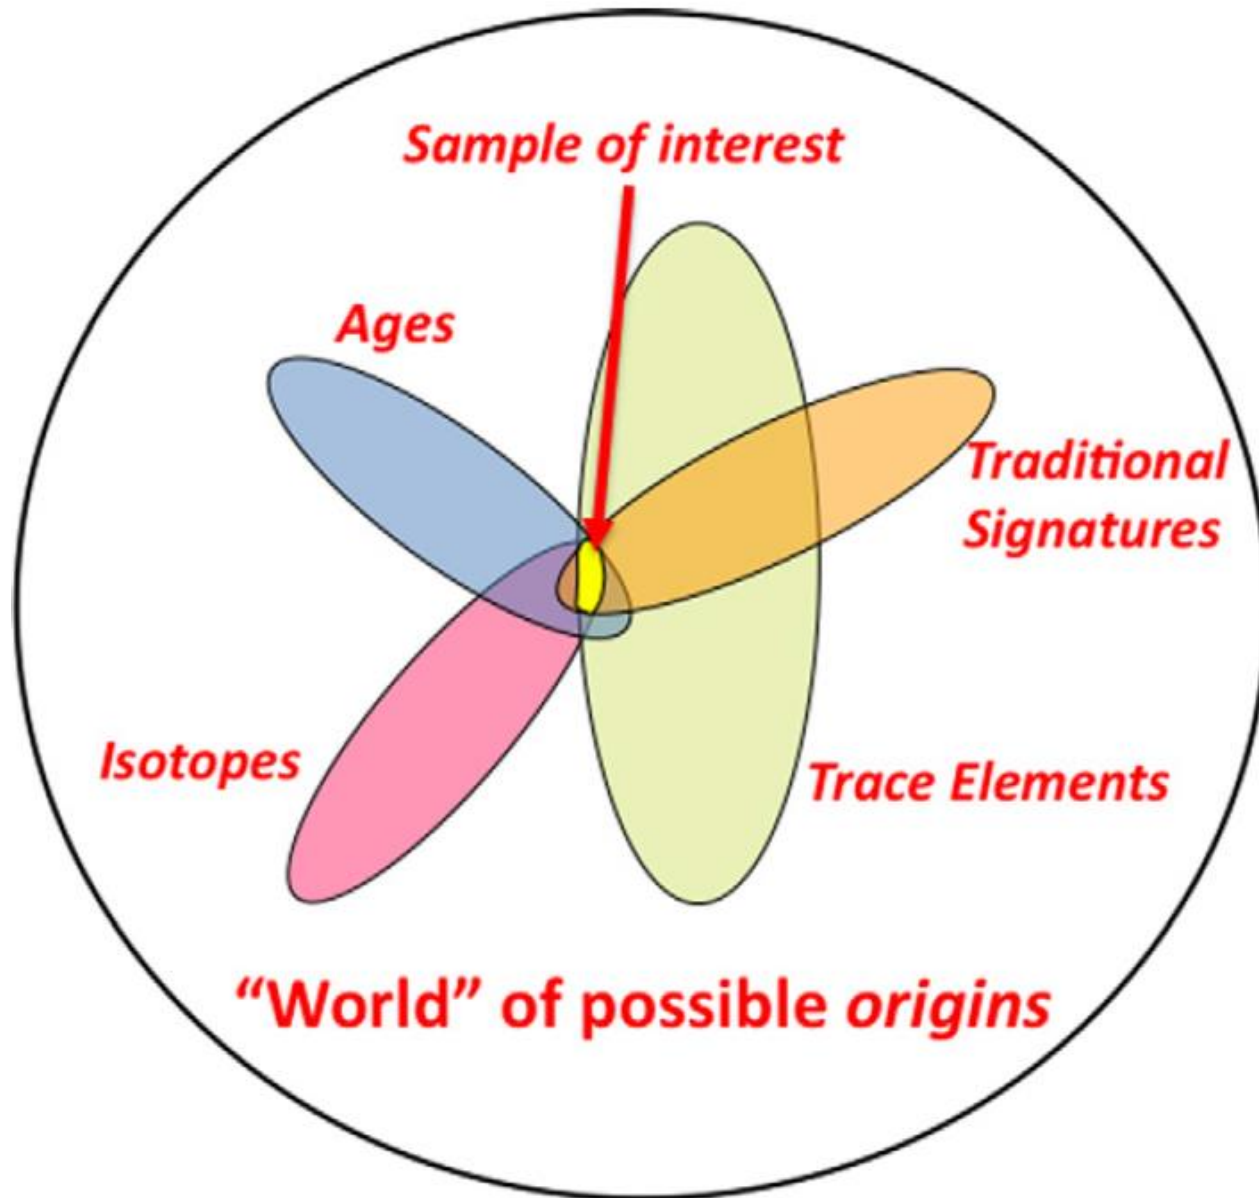 Sample of interest
Ages
Traditional
Signatures
Isotopes
Trace Elements
“World” of possible origins